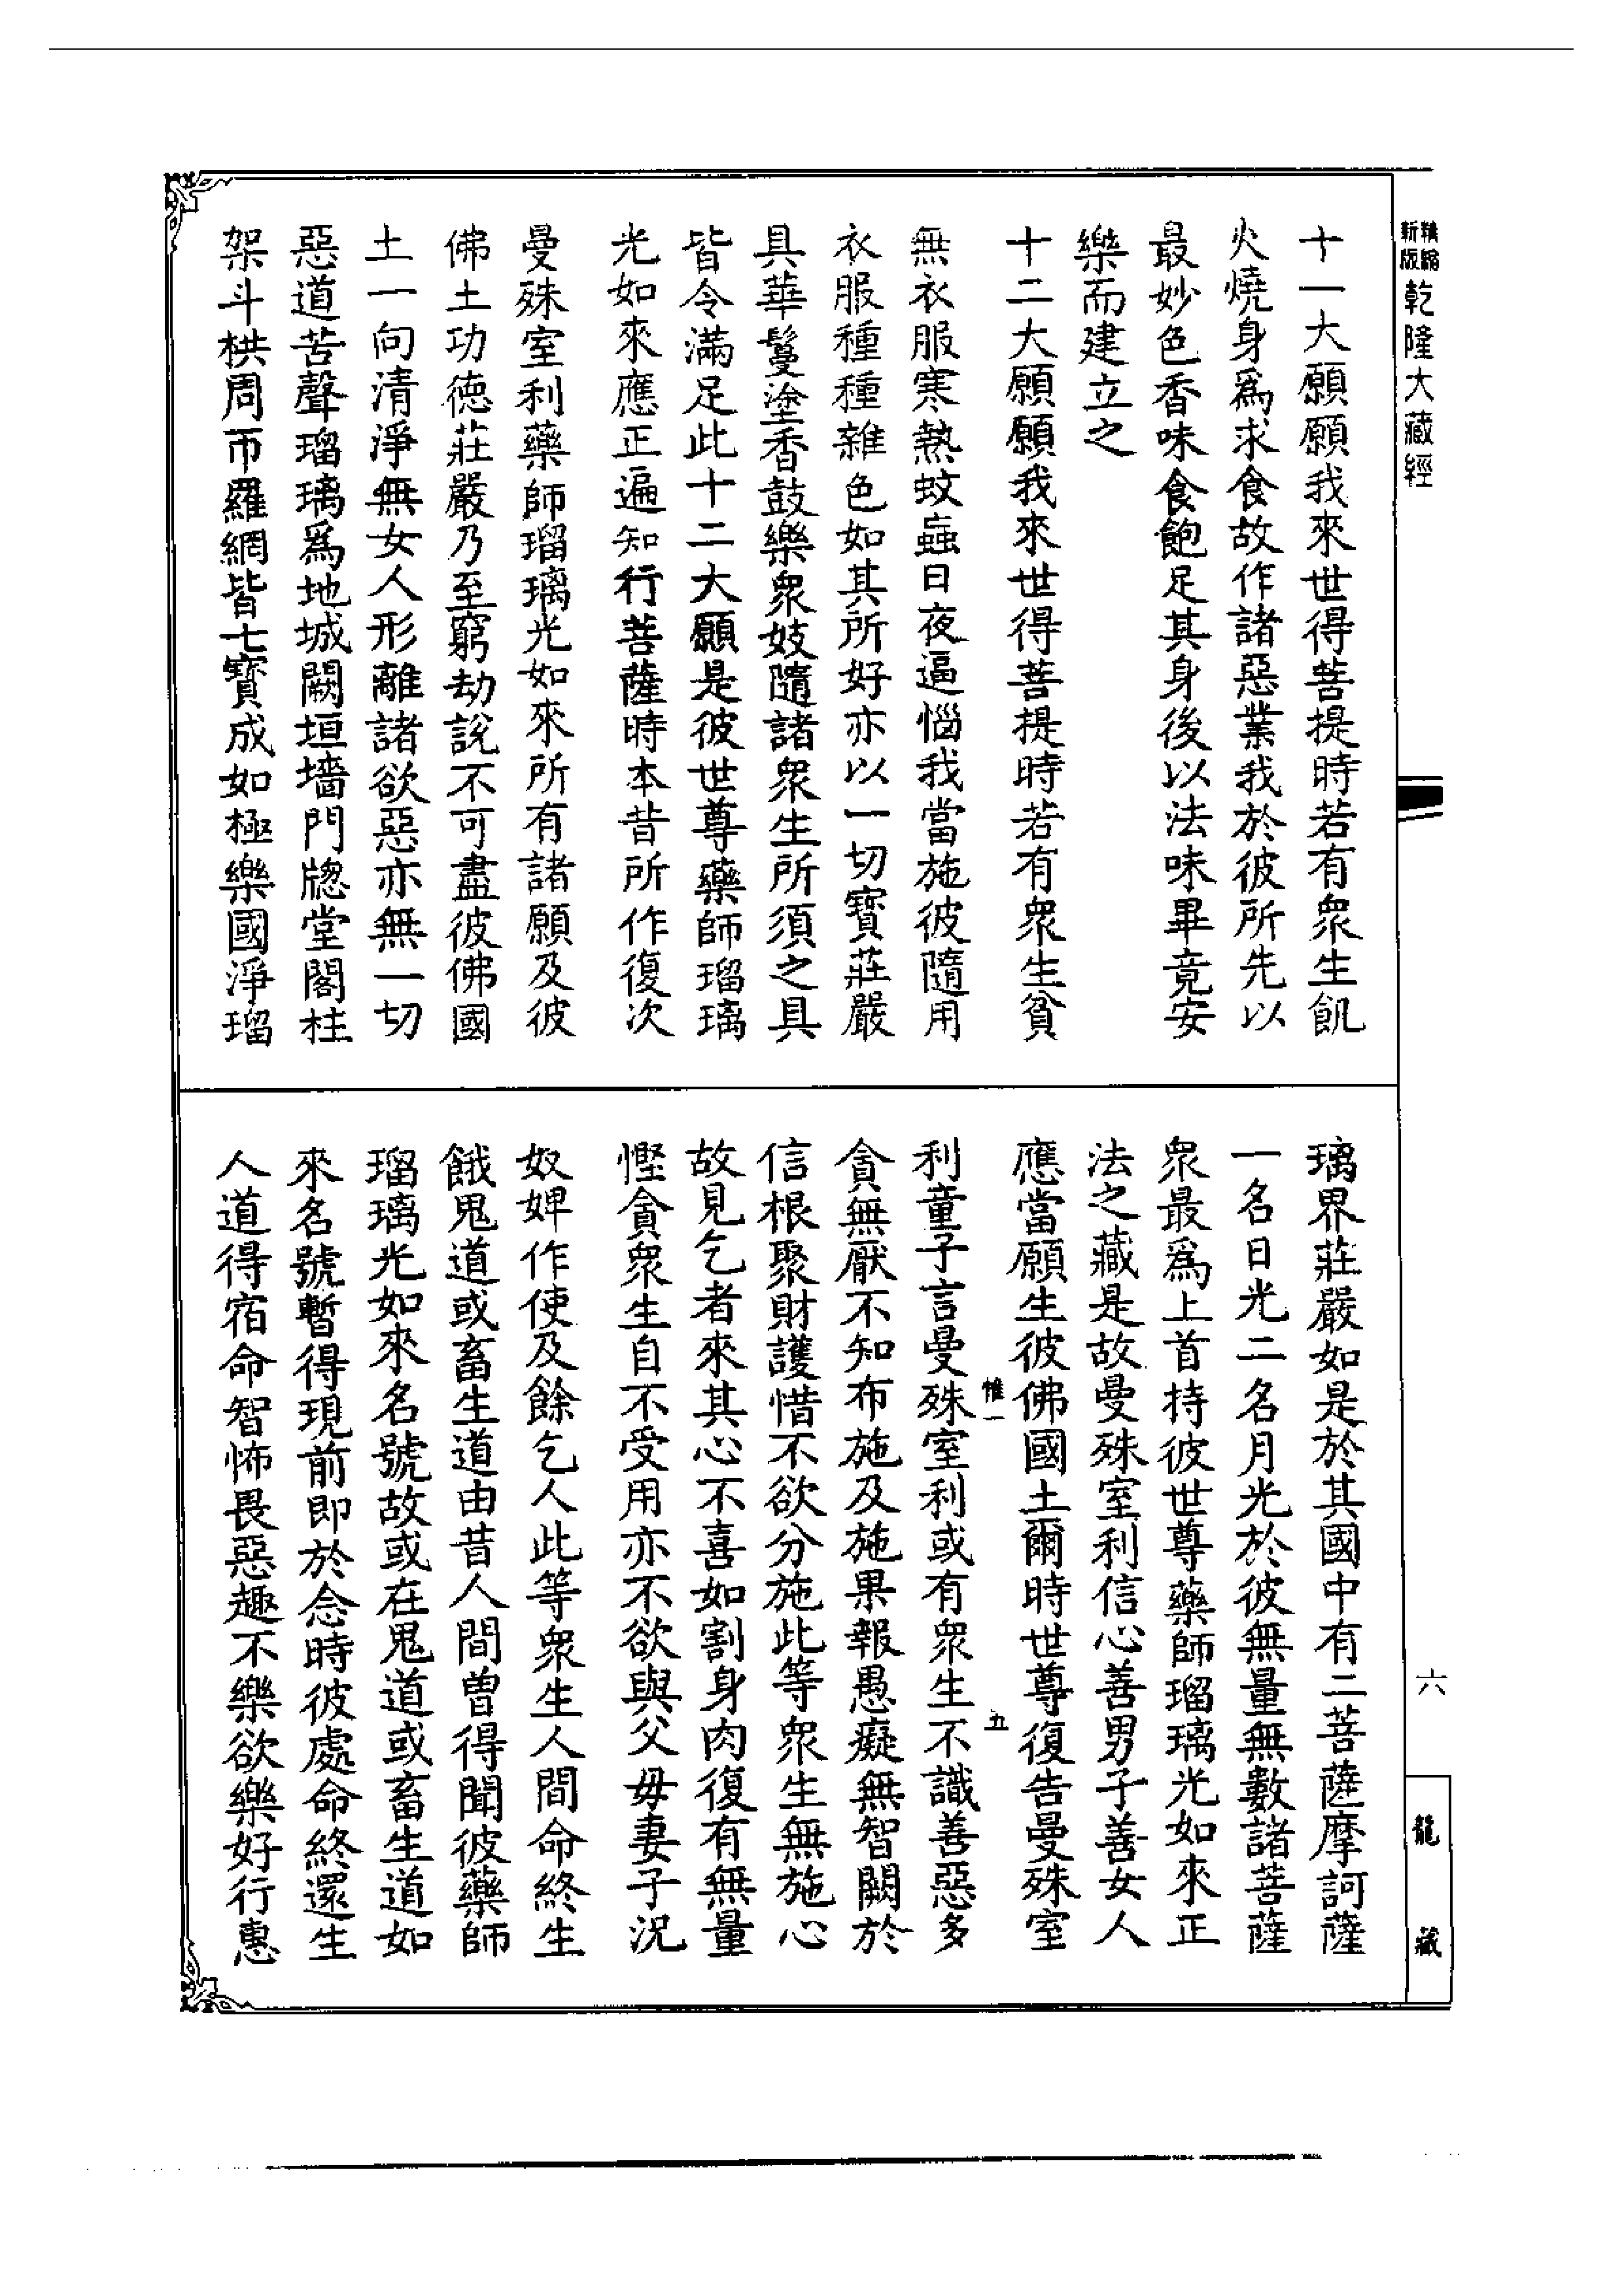 新版精縮乾隆大藏經
十一大願願我來世得菩提時若有衆生飢
火燒身爲求食故作諸惡業我於彼所先以
最妙色香味食飽足其身後以法味畢竟安
樂而建立之
十二大願願我來世得菩提時若有衆生貧
無衣服寒熱蚊蝱日夜逼惱我當施彼隨用
衣服種種雜色如其所好亦以一切寶莊嚴
具華鬘塗香鼓樂衆妓隨諸衆生所須之具
皆令滿足此十二大願是彼世尊藥師瑠璃
光如來應正遍知行菩薩時本昔所作復次
曼殊室利藥師瑠璃光如來所有諸願及彼
佛土功德莊嚴乃至窮劫說不可盡彼佛國
土一向清淨無女人形離諸欲惡亦無一切
惡道苦聲瑠璃爲地城闕垣墻門牕堂閣柱
架斗栱周帀羅網皆七寶成如極樂國淨瑠
六
龍藏
璃界莊嚴如是於其國中有二菩薩摩訶薩
一名日光二名月光於彼無量無數諸菩薩
衆最爲上首持彼世尊藥師瑠璃光如來正
法之藏是故曼殊室利信心善男子善女人
應當願生彼佛國土爾時世尊復告曼殊室
惟一 五
利童子言曼殊室利或有衆生不識善惡多
貪無厭不知布施及施果報愚癡無智闕於
信根聚財護惜不欲分施此等衆生無施心
故見乞者來其心不喜如割身肉復有無量
慳貪衆生自不受用亦不欲與父母妻子況
奴婢作使及餘乞人此等衆生人間命終生
餓鬼道或畜生道由昔人間曾得聞彼藥師
瑠璃光如來名號故或在鬼道或畜生道如
來名號暫得現前即於念時彼處命終還生
人道得宿命智怖畏惡趣不樂欲樂好行惠